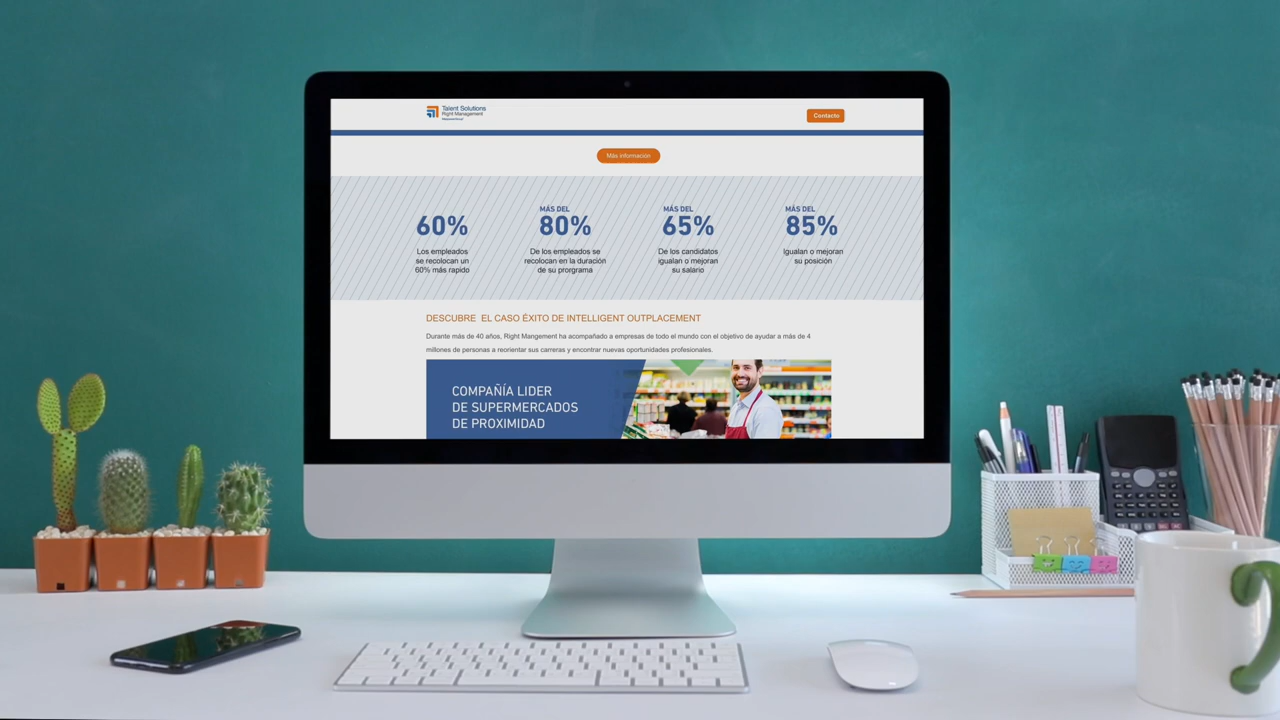 Talent Solutions
Right Management
ManpowerGroup
Contacto
Más información
60%
Los empleados
se recolocan un
60% más rapido
MÁS DEL
80%
De los empleados se
recolocan en la duración
de su prorgrama
MÁS DEL
65%
De los candidatos
igualan o mejoran
su salario
MÁS DEL
85%
Igualan o mejoran
su posición
DESCUBRE EL CASO ÉXITO DE INTELLIGENT OUTPLACEMENT
Durante más de 40 años, Right Mangement ha acompañado a empresas de todo el mundo con el objetivo de ayudar a más de 4
millones de personas a reorientar sus carreras y encontrar nuevas oportunidades profesionales.
COMPAÑÍA LIDER
DE SUPERMERCADOS
DE PROXIMIDAD